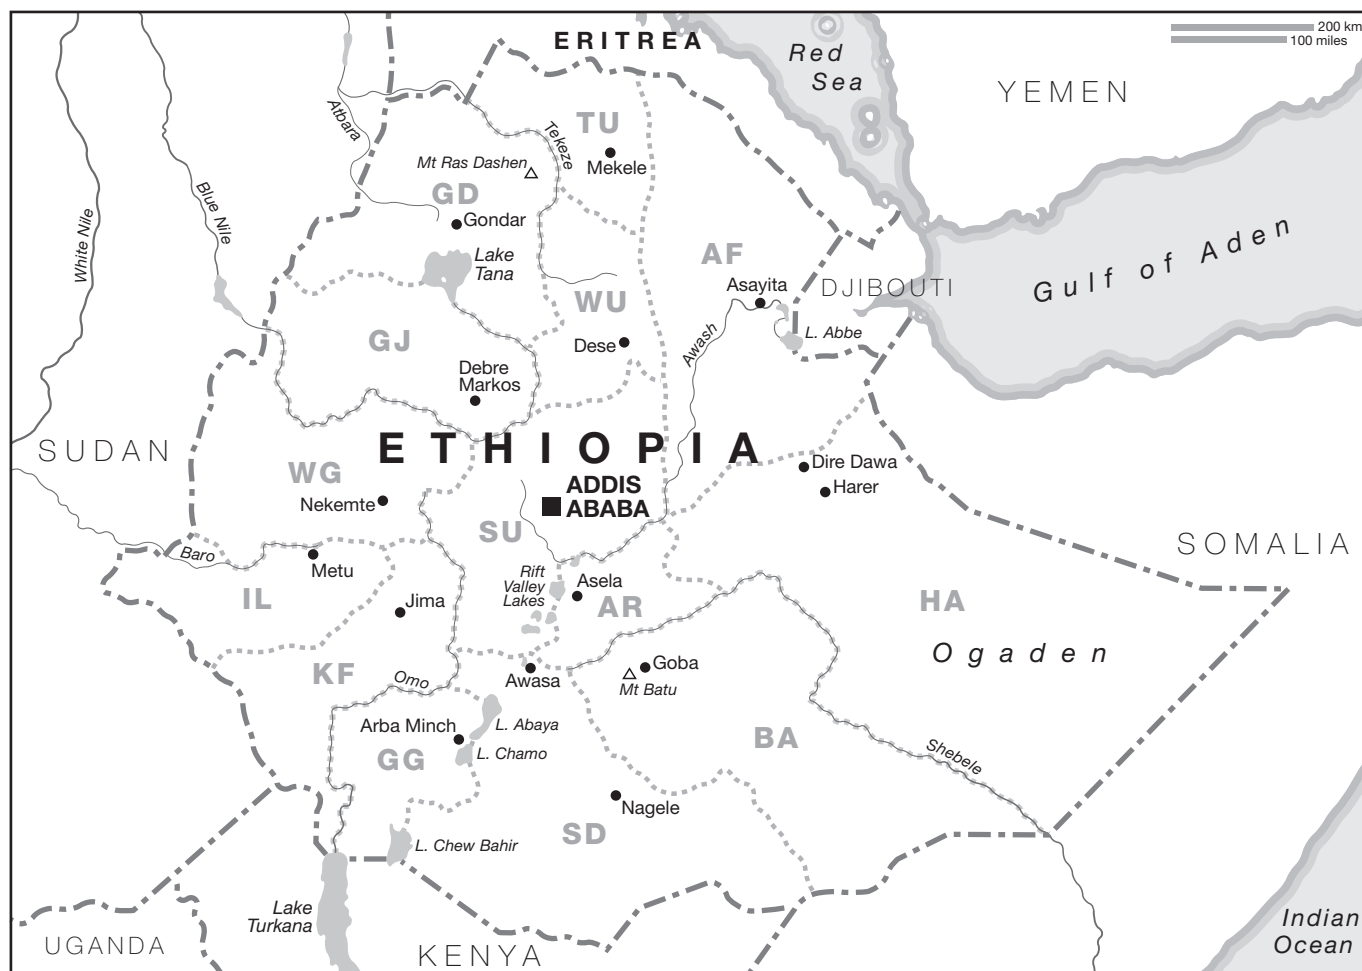 ERITREA
Red
Sea
200 km
100 miles
YEMEN
Atbara
Tekeze
TU
Mekele
Mt Ras Dashen
GD
Gondar
White Nile
Blue Nile
Lake
Tana
AF
Asayita
DJIBOUTI
Gulf of Aden
WU
GJ
Dese
Awash
L. Abbe
Debre
Markos
SUDAN
ETHIOPIA
WG
Nekemte
ADDIS
ABABA
Dire Dawa
Harer
SU
SOMALIA
Baro
Metu
Rift
Valley
Lakes
Asela
IL
Jima
AR
HA
Ogaden
KF
Omo
Awasa
Goba
Mt Batu
Arba Minch
L. Abaya
L. Chamo
GG
BA
Shebele
Nagele
SD
L. Chew Bahir
Lake
Turkana
UGANDA
KENYA
Indian
Ocean